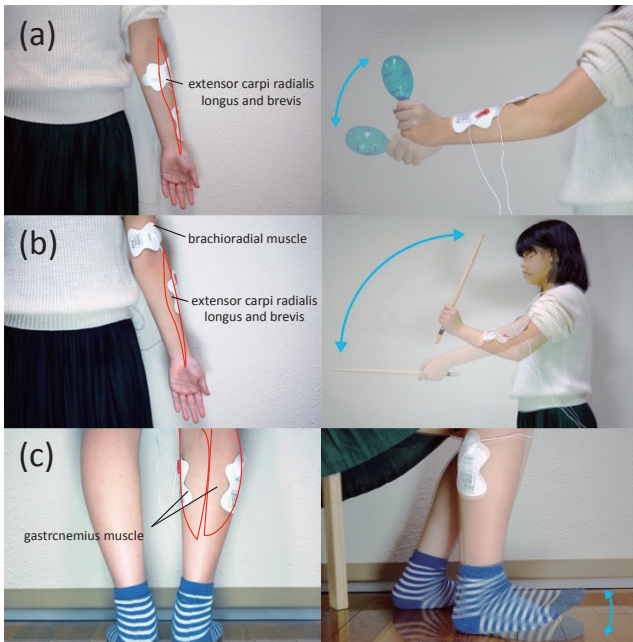 (a)
extensor carpi radialis
longus and brevis
(b)
brachioradial muscle
extensor carpi radialis
longus and brevis
(c)
gastrcnemius muscle